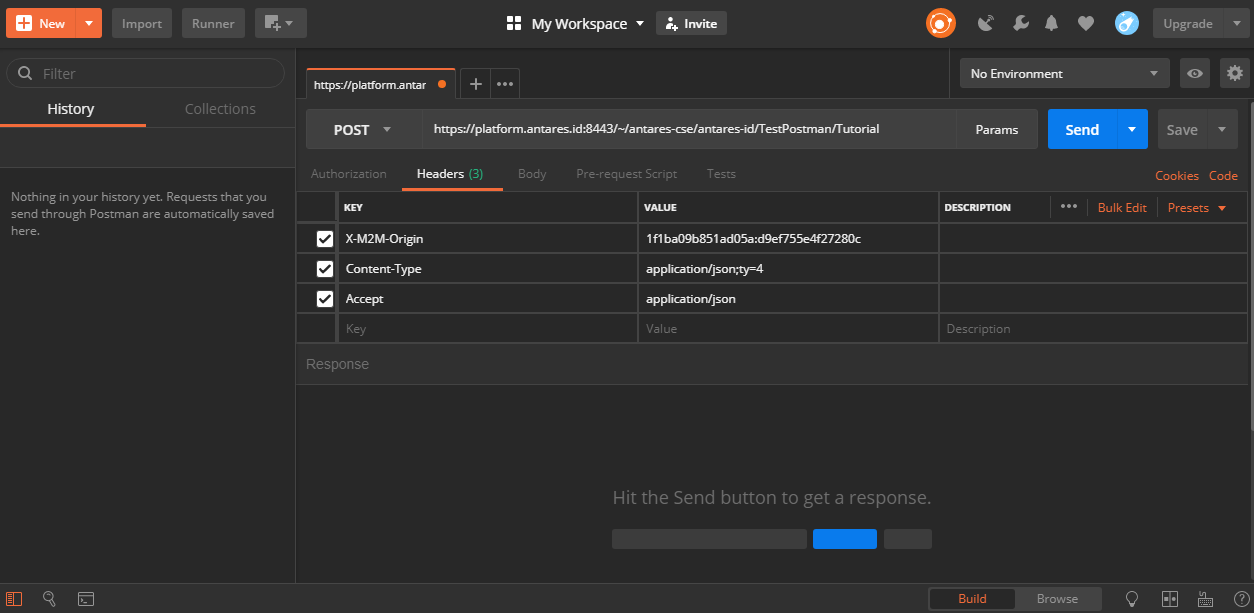 New
Import
Runner
My Workspace
Invite
Upgrade
Filter
History
Collections
Nothing in your history yet. Requests that you
send through Postman are automatically saved
here.
https://platform.antar
No Environment
POST
https://platform.antares.id:8443/~/antares-cse/antares-id/TestPostman/Tutorial
Params
Send
Save
Authorization
Headers (3)
Body
Pre-request Script
Tests
Cookies
Code
KEY
VALUE
DESCRIPTION
Bulk Edit
Presets
X-M2M-Origin
1f1ba09b851ad05a:d9ef755e4f27280c
Content-Type
application/json;ty=4
Accept
application/json
Key
Value
Description
Response
Hit the Send button to get a response.
Build
Browse